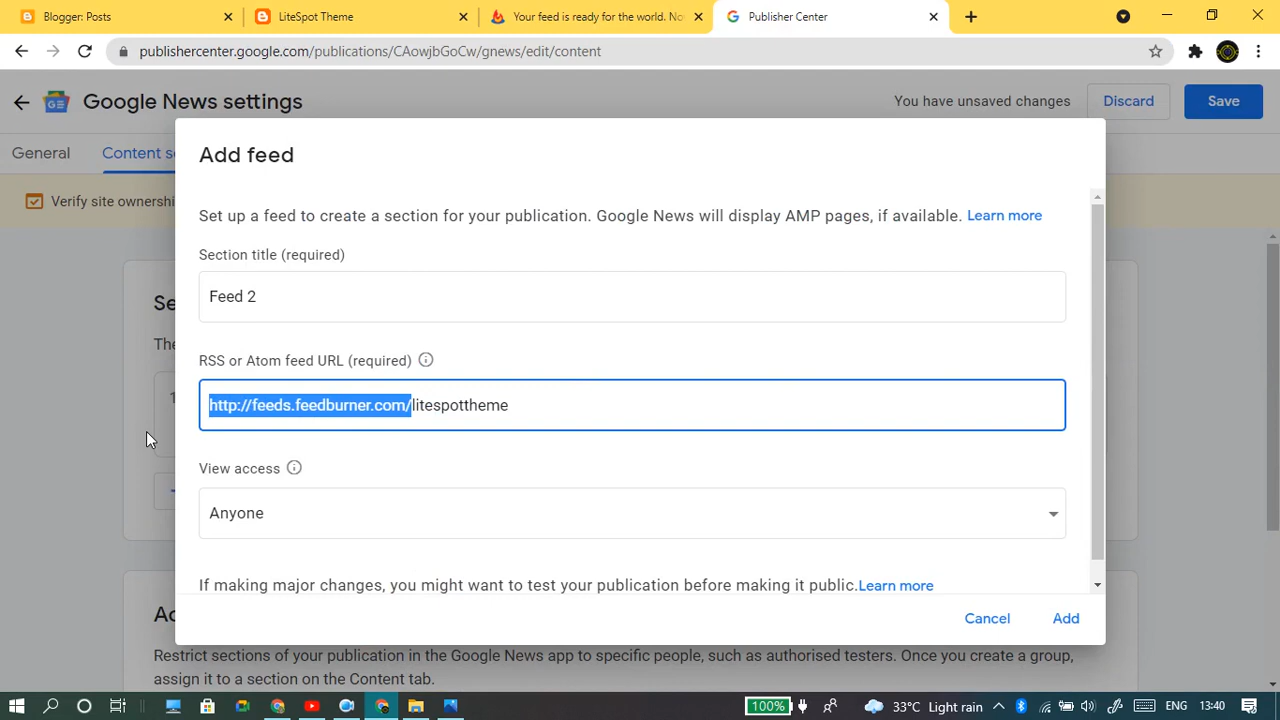 Blogger: Posts
LiteSpot Theme
Your feed is ready for the world. No
Publisher Center
publishercenter.google.com/publications/CAowjbGoCw/gnews/edit/content
Google News settings
You have unsaved changes
Discard
Save
General
Content s
Verify site ownershi
Add feed
Set up a feed to create a section for your publication. Google News will display AMP pages, if available. Learn more
Section title (required)
Feed 2
RSS or Atom feed URL (required)
http://feeds.feedburner.com/litespottheme
View access
Anyone
If making major changes, you might want to test your publication before making it public.Learn more
Cancel
Add
Se
The
1
Ac
Restrict sections of your publication in the Google News app to specific people, such as authorised testers. Once you create a group,
assign it to a section on the Content tab.
100%
33°C Light rain
ENG
13:40